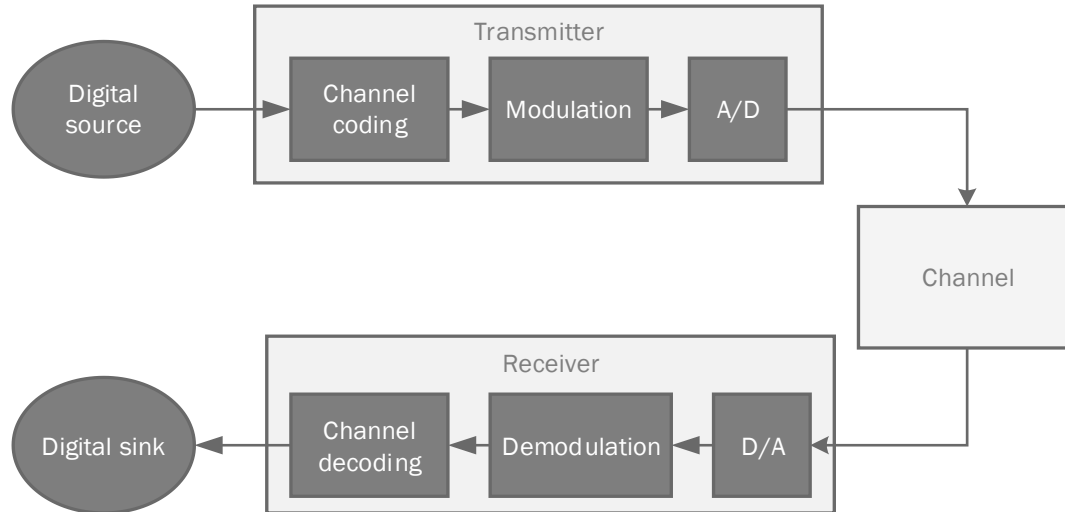 Transmitter
Digital
source
Channel
coding
Modulation
A/D
Channel
Receiver
Digital sink
Channel
decoding
Demodulation
D/A